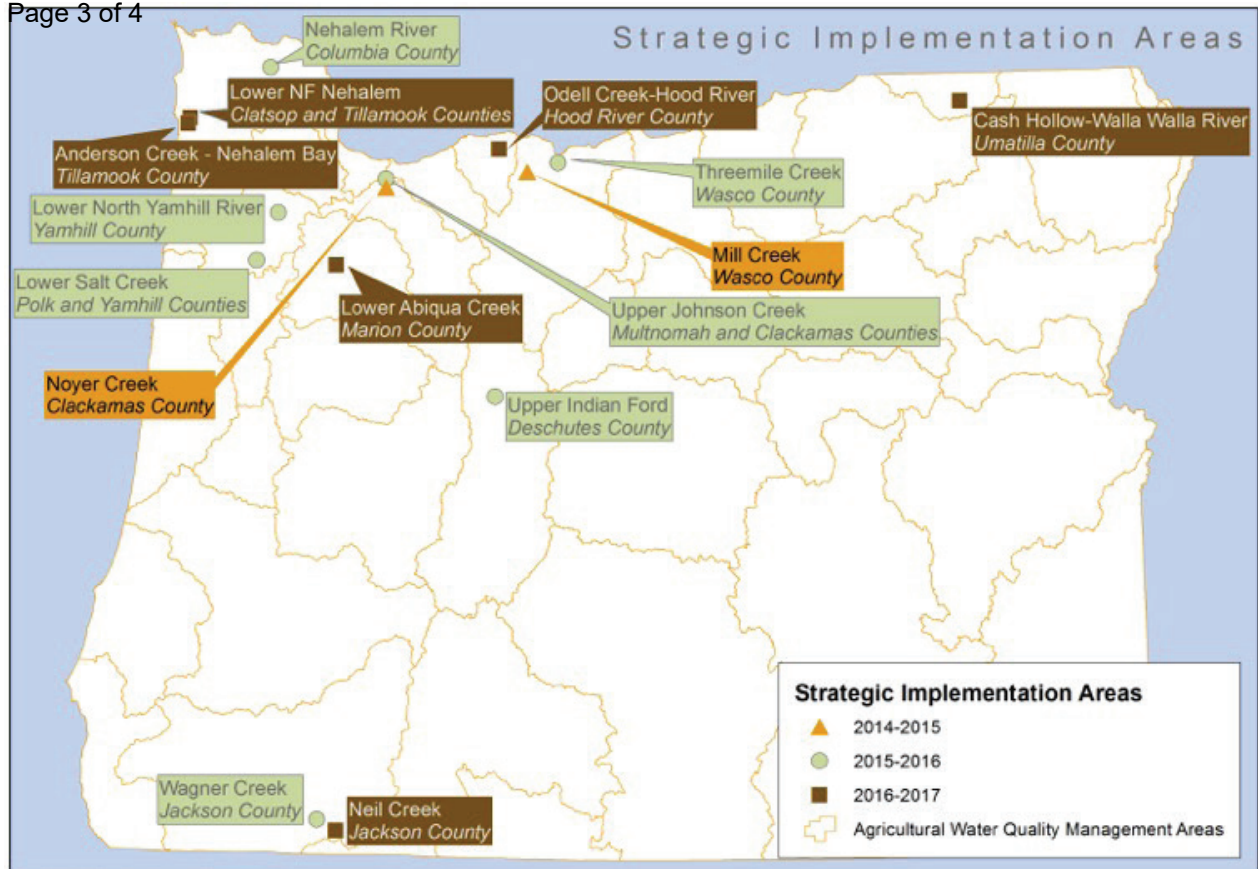 Page 3 of 4
Strategic Implementation Areas
Nehalem River
Columbia County
Lower NF Nehalem
Clatsop and Tillamook Counties
Odell Creek-Hood River
Hood River County
Cash Hollow-Walla Walla River
Umatilla County
Anderson Creek - Nehalem Bay
Tillamook County
Threemile Creek
Wasco County
Lower North Yamhill River
Yamhill County
Mill Creek
Wasco County
Lower Salt Creek
Polk and Yamhill Counties
Lower Abiqua Creek
Marion County
Upper Johnson Creek
Multnomah and Clackamas Counties
Noyer Creek
Clackamas County
Upper Indian Ford
Deschutes County
Wagner Creek
Jackson County
Neil Creek
Jackson County
Strategic Implementation Areas
2014-2015
2015-2016
2016-2017
Agricultural Water Quality Management Areas